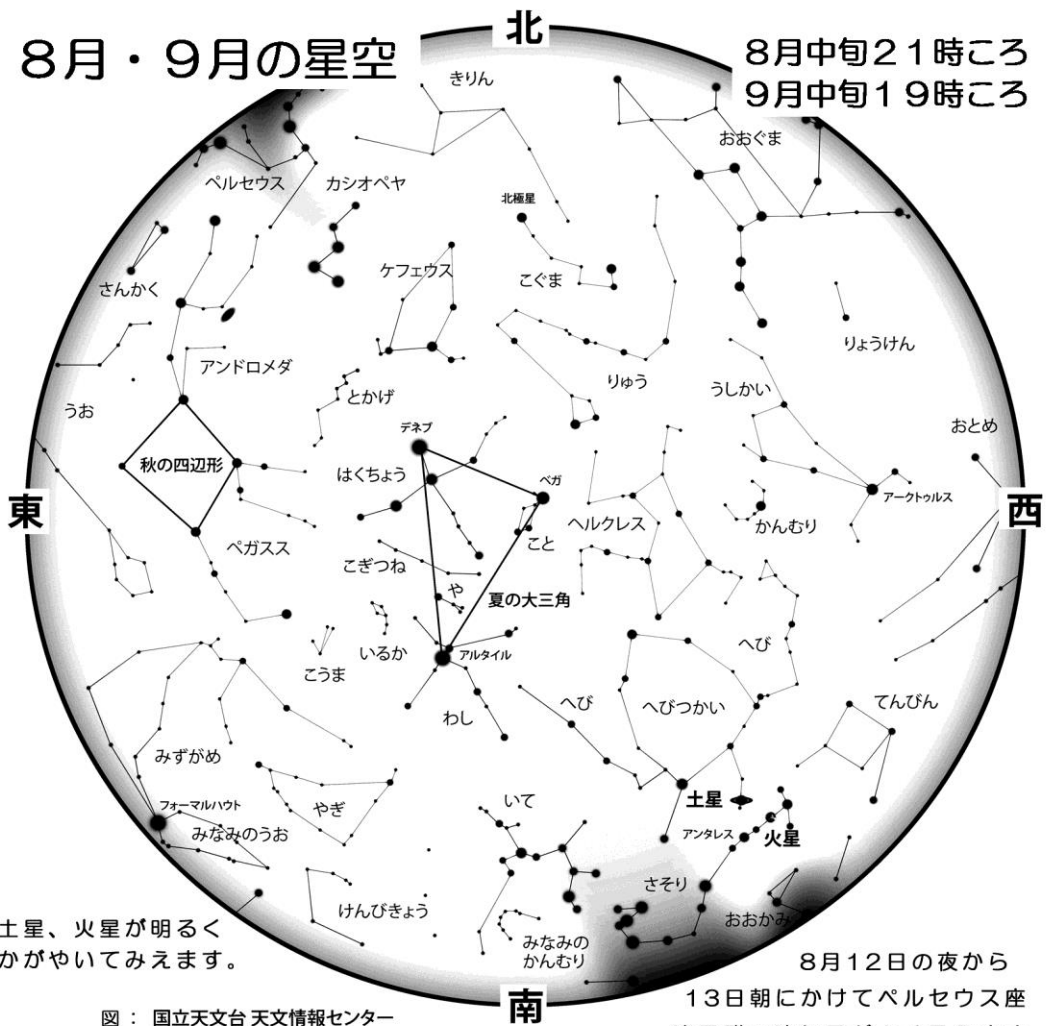 8月・9月の星空
8月中旬21時ころ
9月中旬19時ころ
北
きりん
おおぐま
ペルセウス
カシオペヤ
北極星
ケフェウス
こぐま
さんかく
りょうけん
アンドロメダ
とかげ
りゅう
うしかい
うお
デネブ
おとめ
秋の四辺形
はくちょう
ベガ
アークトゥルス
東
西
ヘルクレス
かんむり
こと
ペガスス
こぎつね
や
夏の大三角
いるか
アルタイル
こうま
へび
わし
へび
へびつかい
てんびん
みずがめ
いて
土星
フォーマルハウト
やぎ
みなみのうお
アンタレス
火星
さそり
けんびきょう
おおかみ
みなみの
かんむり
土星、火星が明るく
かがやいてみえます。
8月12日の夜から
13日朝にかけてペルセウス座
南
図： 国立天文台 天文情報センター